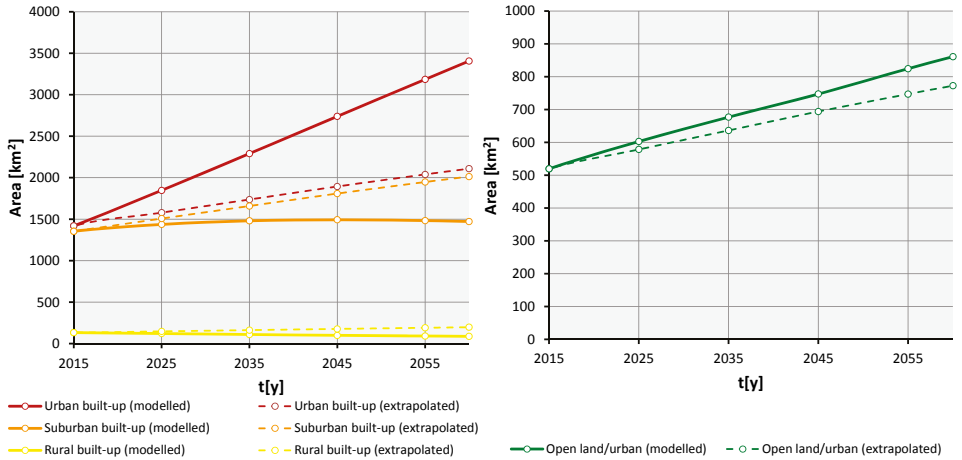 4000
3500
3000
2500
2000
1500
1000
500
0
Area [km²]
2015 2025 2035 2045 2055
t[y]
Urban built-up (modelled) Urban built-up (extrapolated)
Suburban built-up (modelled) Suburban built-up (extrapolated)
Rural built-up (modelled) Rural built-up (extrapolated)
1000
900
800
700
600
500
400
300
200
100
0
Area [km²]
2015 2025 2035 2045 2055
t[y]
Open land/urban (modelled) Open land/urban (extrapolated)